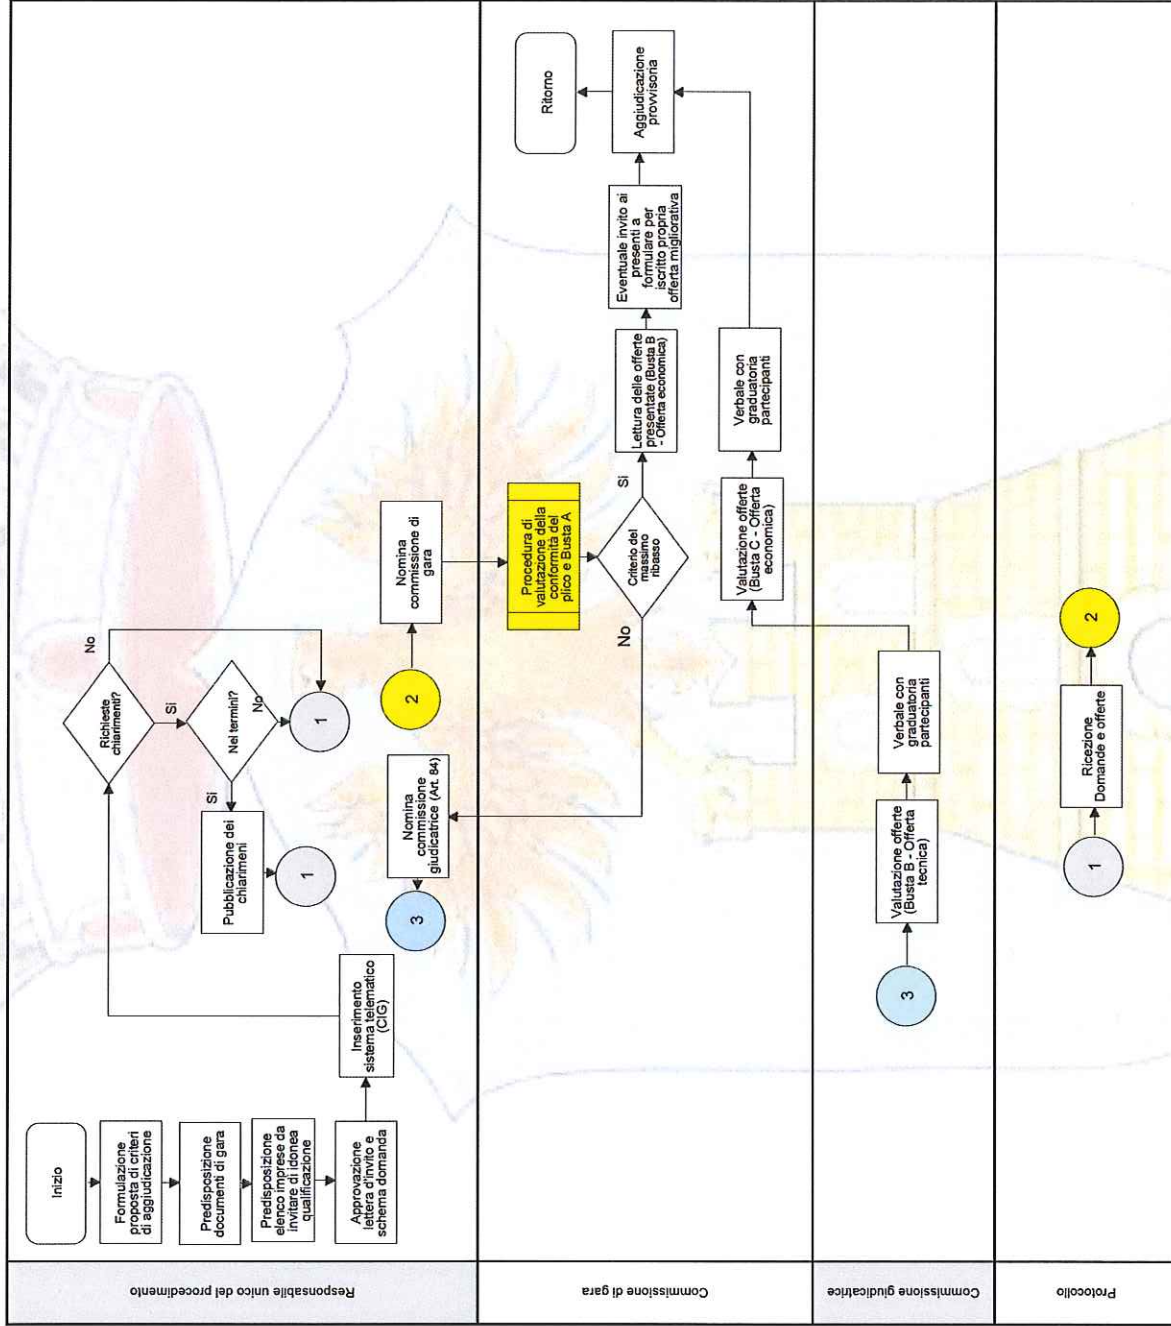 Responsabile unico del procedimento
Inizio
Formulazione
proposta di criteri
di aggiudicazione
Predisposizione
documenti di gara
Predisposizione
elenco imprese da
invitare di idonea
qualificazione
Approvazione
lettera d'invito e
schema domanda
Inserimento
sistema telematico
(CIG)
Richieste
chiarimenti?
No
Si
Nei termini?
No
Si
Pubblicazione dei
chiarimeni
1
1
2
Nomina
commissione di
gara
Nomina
commissione
giudicatrice (Art. 84)
3
Commissione di gara
Procedura di
valutazione della
conformità del
plico e Busta A
Criterio del
massimo
ribasso
Si
No
Lettura delle offerte
presentate (Busta B
- Offerta economica)
Eventuale invito ai
presenti a
formulare per
iscritto propria
offerta migliorativa
Aggiudicazione
provvisoria
Ritorno
Valutazione offerte
(Busta C - Offerta
economica)
Verbale con
graduatoria
partecipanti
Commissione giudicatrice
3
Valutazione offerte
(Busta B - Offerta
tecnica)
Verbale con
graduatoria
partecipanti
Protocollo
1
Ricezione
Domande e offerte
2